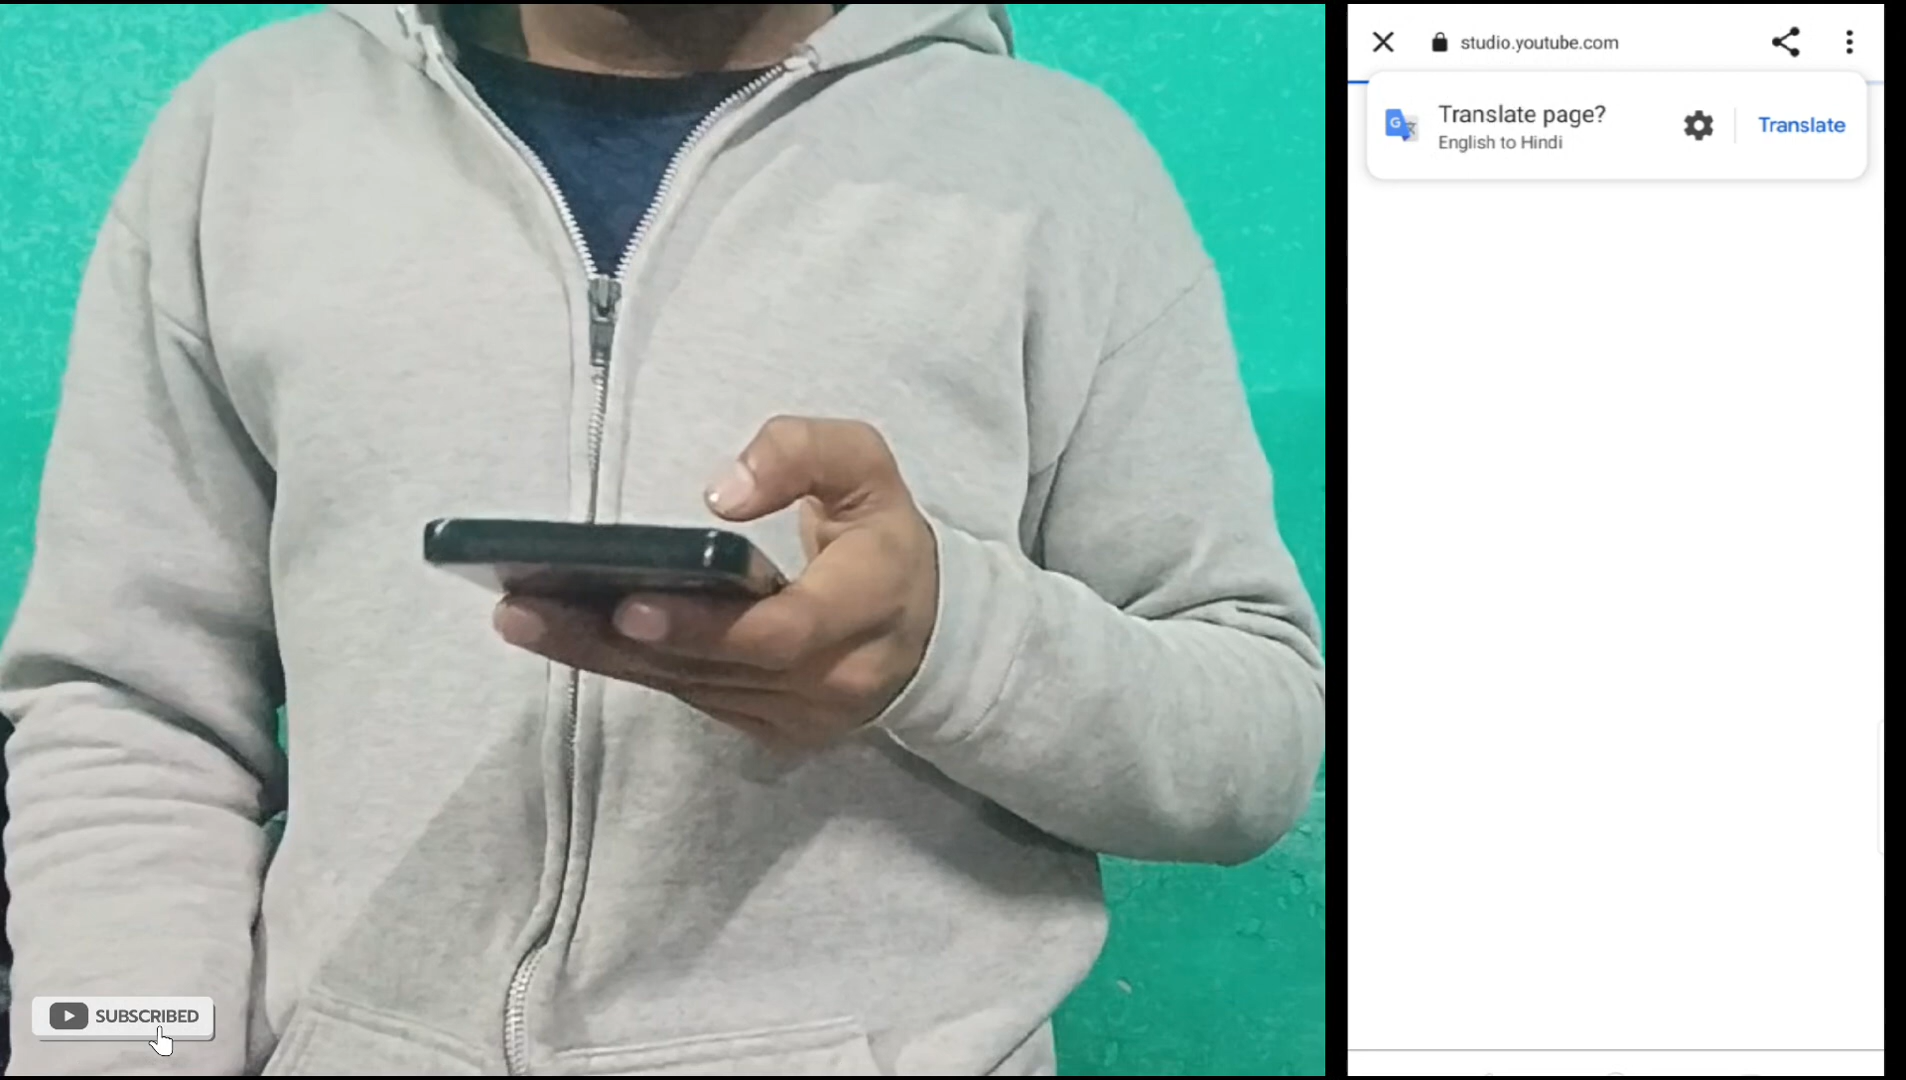 studio.youtube.com
Translate page?
English to Hindi
Translate
SUBSCRIBED